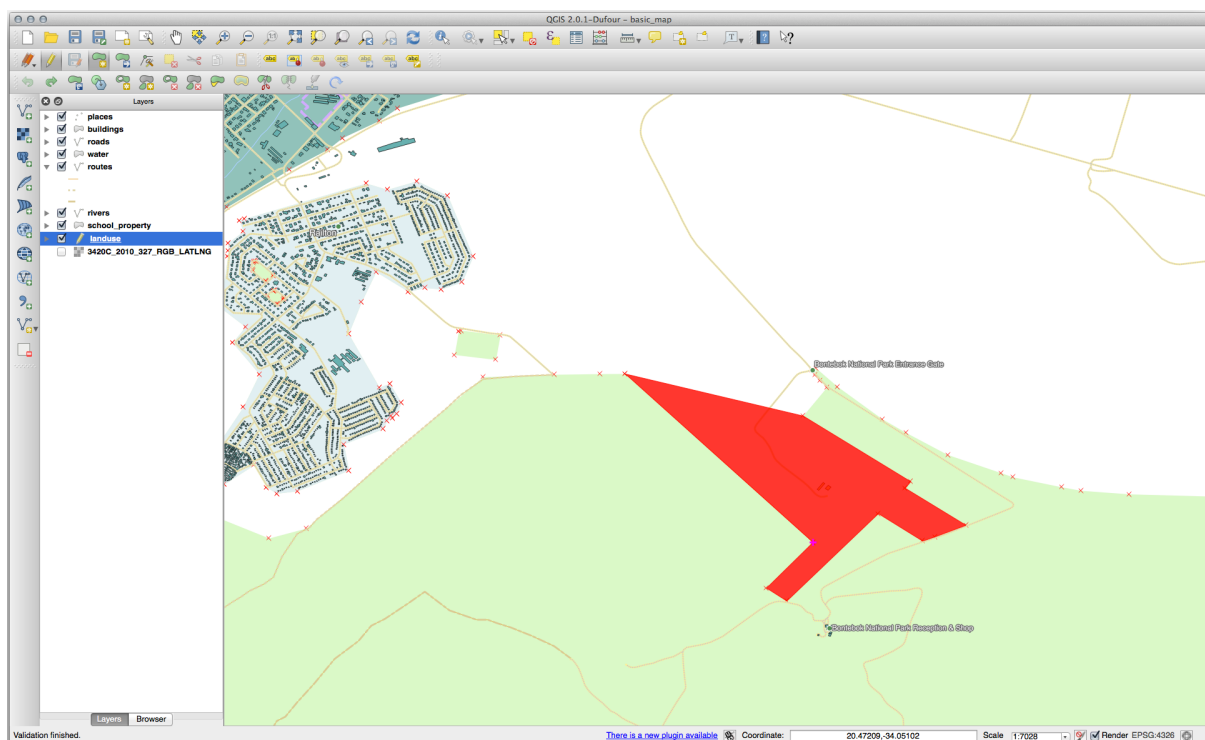 QGIS 2.0.1-Dufour – basic_map
Layers
places
buildings
roads
water
routes
rivers
school_property
landuse
3420C_2010_327_RGB_LATLNG
Railton
Bontebok National Park Entrance Gate
Bontebok National Park Reception & Shop
Layers Browser
Validation finished. There is a new plugin available Coordinate: 20.47209,-34.05102 Scale 1:7028 Render EPSG:4326